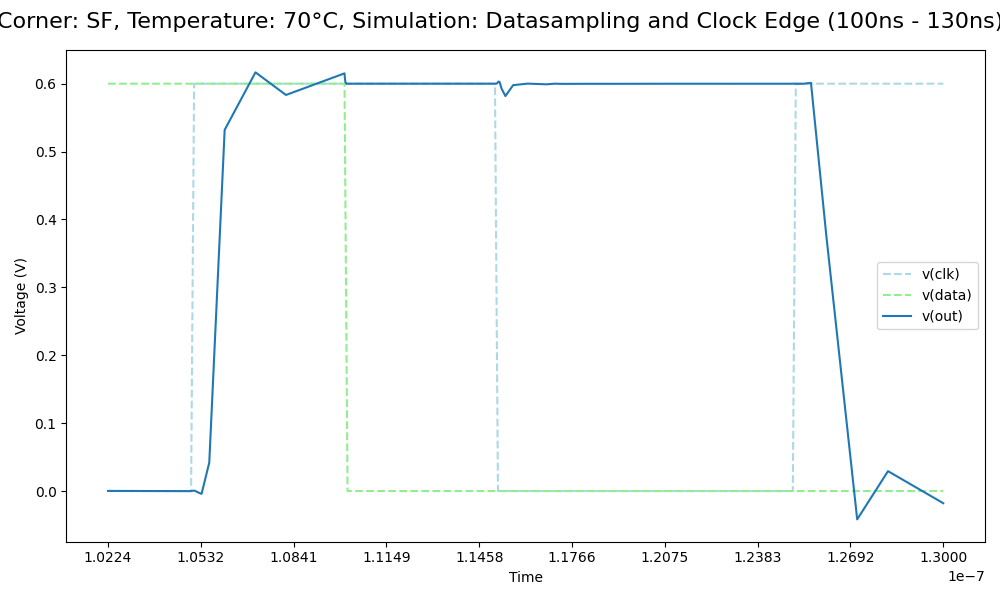 Corner: SF, Temperature: 70°C, Simulation: Datasampling and Clock Edge (100ns - 130ns)
0.6
0.5
0.4
0.3
0.2
0.1
0.0
Voltage (V)
v(clk)
v(data)
v(out)
1.0224 1.0532 1.0841 1.1149 1.1458 1.1766 1.2075 1.2383 1.2692 1.3000
1e−7
Time